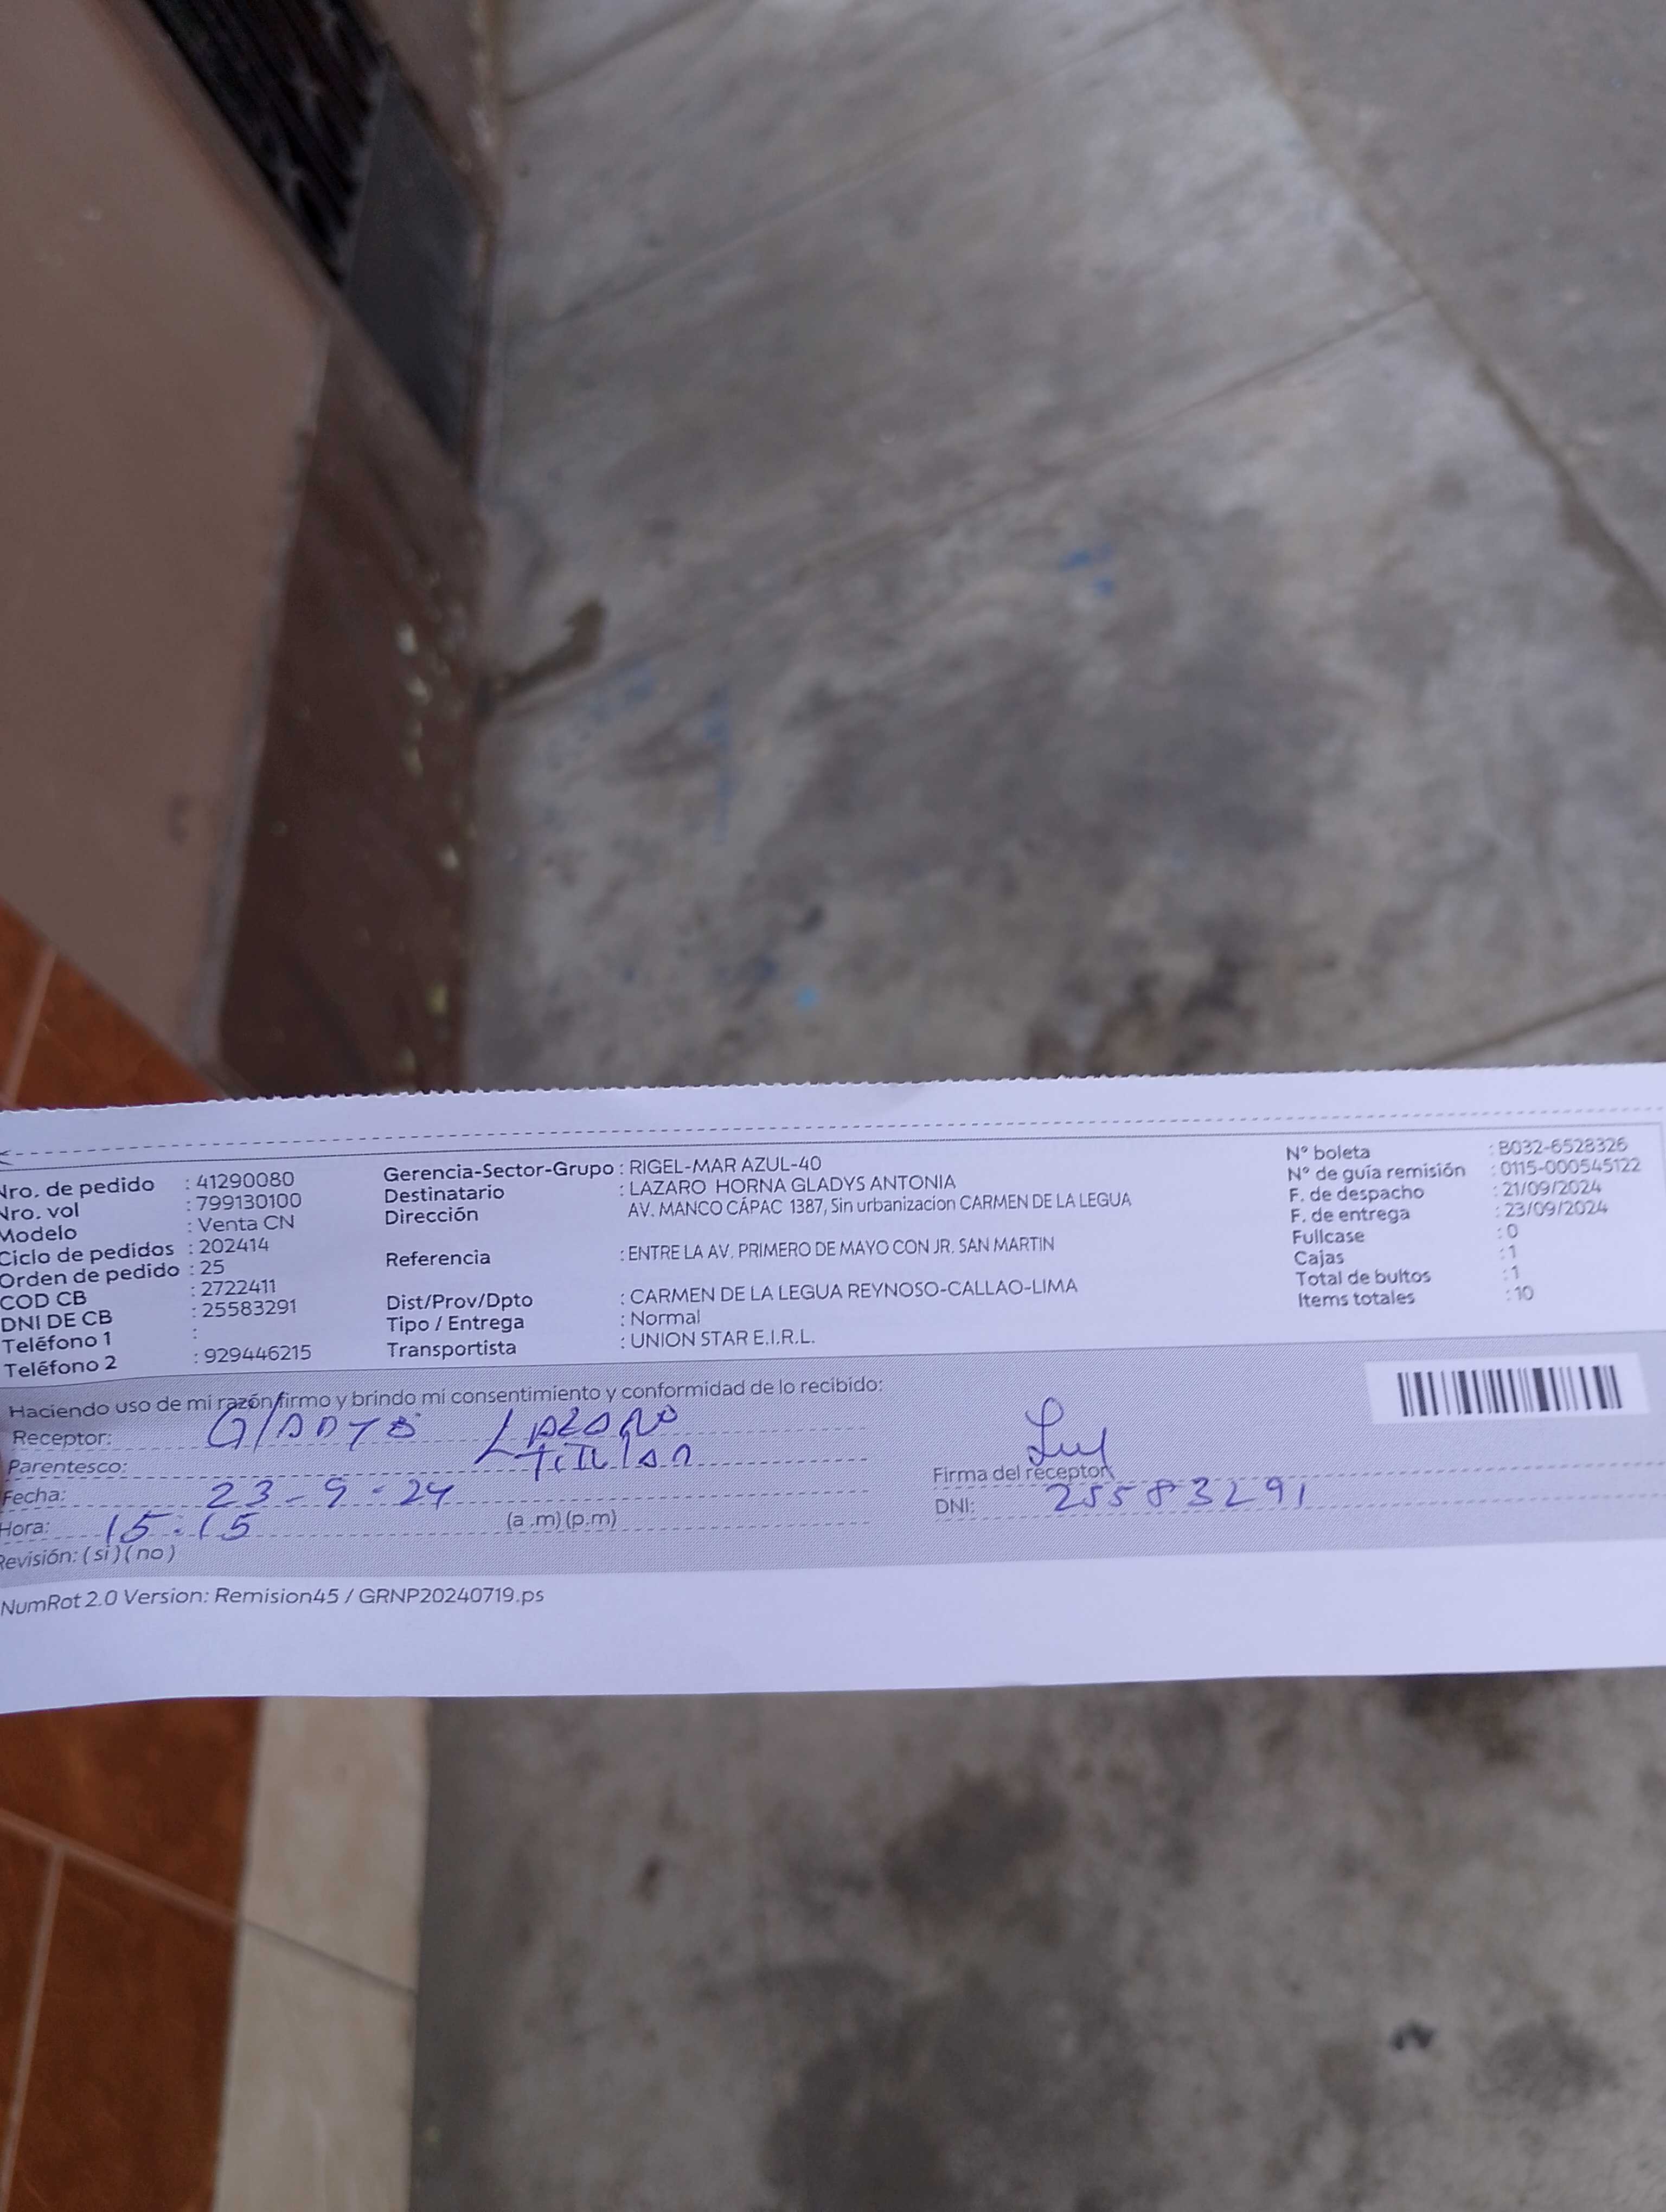 Nro. de pedido : 41290080
Nro. vol : 799130100
Modelo : Venta CN
Ciclo de pedidos : 202414
Orden de pedido : 25
COD CB : 2722411
DNI DE CB : 25583291
Teléfono 1 :
Teléfono 2 : 929446215
Gerencia-Sector-Grupo : RIGEL-MAR AZUL-40
Destinatario : LAZARO HORNA GLADYS ANTONIA
Dirección AV. MANCO CÁPAC 1387, Sin urbanizacion CARMEN DE LA LEGUA
Referencia : ENTRE LA AV. PRIMERO DE MAYO CON JR. SAN MARTIN
Dist/Prov/Dpto : CARMEN DE LA LEGUA REYNOSO-CALLAO-LIMA
Tipo / Entrega : Normal
Transportista : UNION STAR E.I.R.L.
N° boleta : B032-6528326
N° de guía remisión : 0115-000545122
F. de despacho : 21/09/2024
F. de entrega : 23/09/2024
Fullcase : 0
Cajas : 1
Total de bultos : 1
Items totales : 10
Haciendo uso de mi razón firmo y brindo mi consentimiento y conformidad de lo recibido:
Receptor: GlADYS LAZARO
Parentesco: TiTUlAR
Fecha: 23-9-24
Hora: 15:15 (a .m) (p.m)
Revisión: ( si ) ( no )
Firma del receptor
DNI: 25583291
NumRot 2.0 Version: Remision45 / GRNP20240719.ps